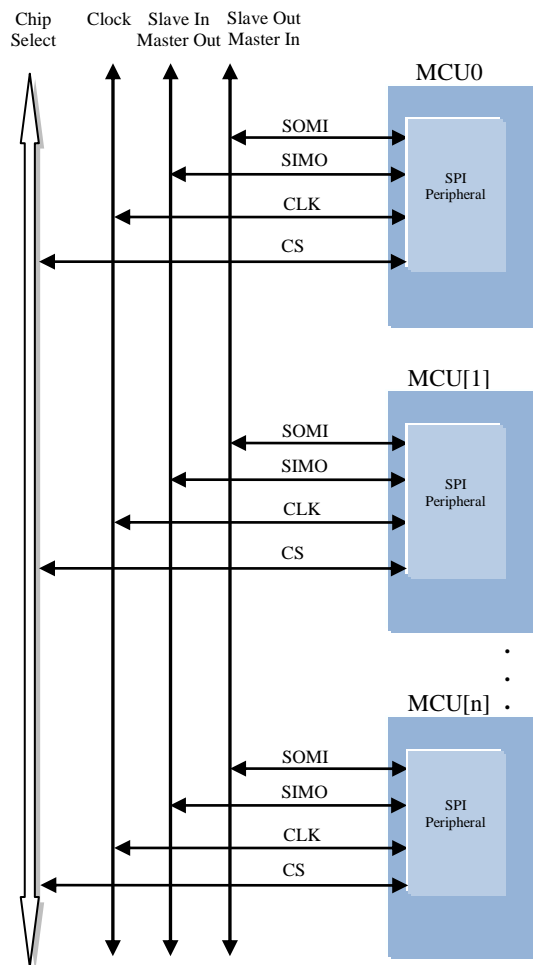 Chip
Select
Clock
Slave In
Master Out
Slave Out
Master In
MCU0
SOMI
SIMO
CLK
CS
SPI
Peripheral
MCU[1]
SOMI
SIMO
CLK
CS
SPI
Peripheral
MCU[n]
SOMI
SIMO
CLK
CS
SPI
Peripheral